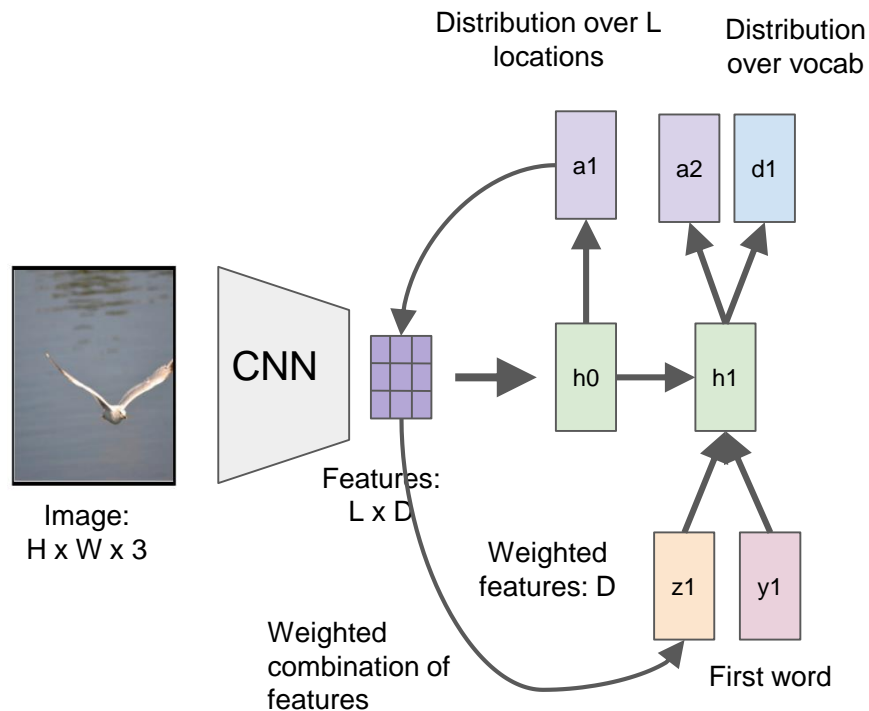 Distribution over L
locations
Distribution
over vocab
a1
a2
d1
CNN
h0
h1
Features:
L x D
Image:
H x W x 3
Weighted
features: D
z1
y1
Weighted
combination of
features
First word